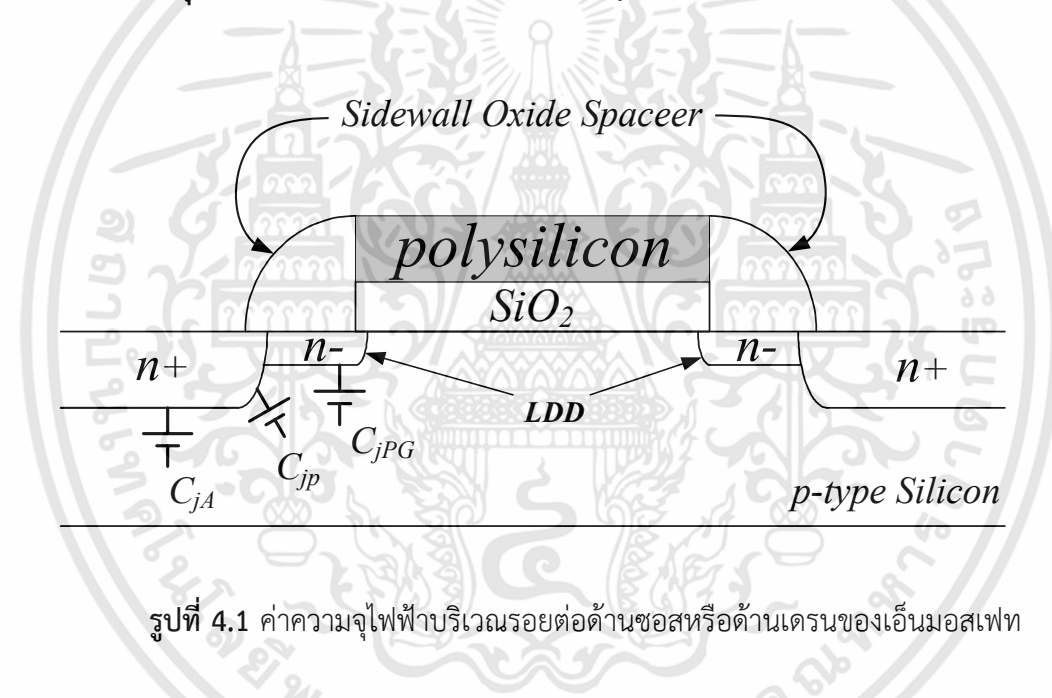 Sidewall Oxide Spaceer
polysilicon
SiO2
n+
n-
n-
n+
LDD
CjPG
Cjp
CjA
p-type Silicon
รูปที่ 4.1 ค่าความจุไฟฟ้าบริเวณรอยต่อด้านซอสหรือด้านเดรนของเอ็นมอสเฟท